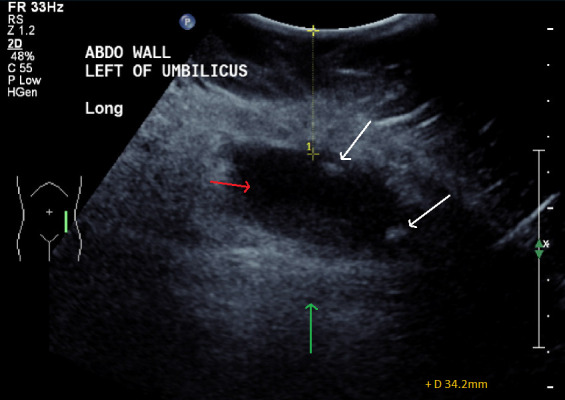 FR 33Hz
RS
Z 1.2
2D
48%
C 55
P Low
HGen
P
ABDO WALL
LEFT OF UMBILICUS
Long
1
X
+ D 34.2mm